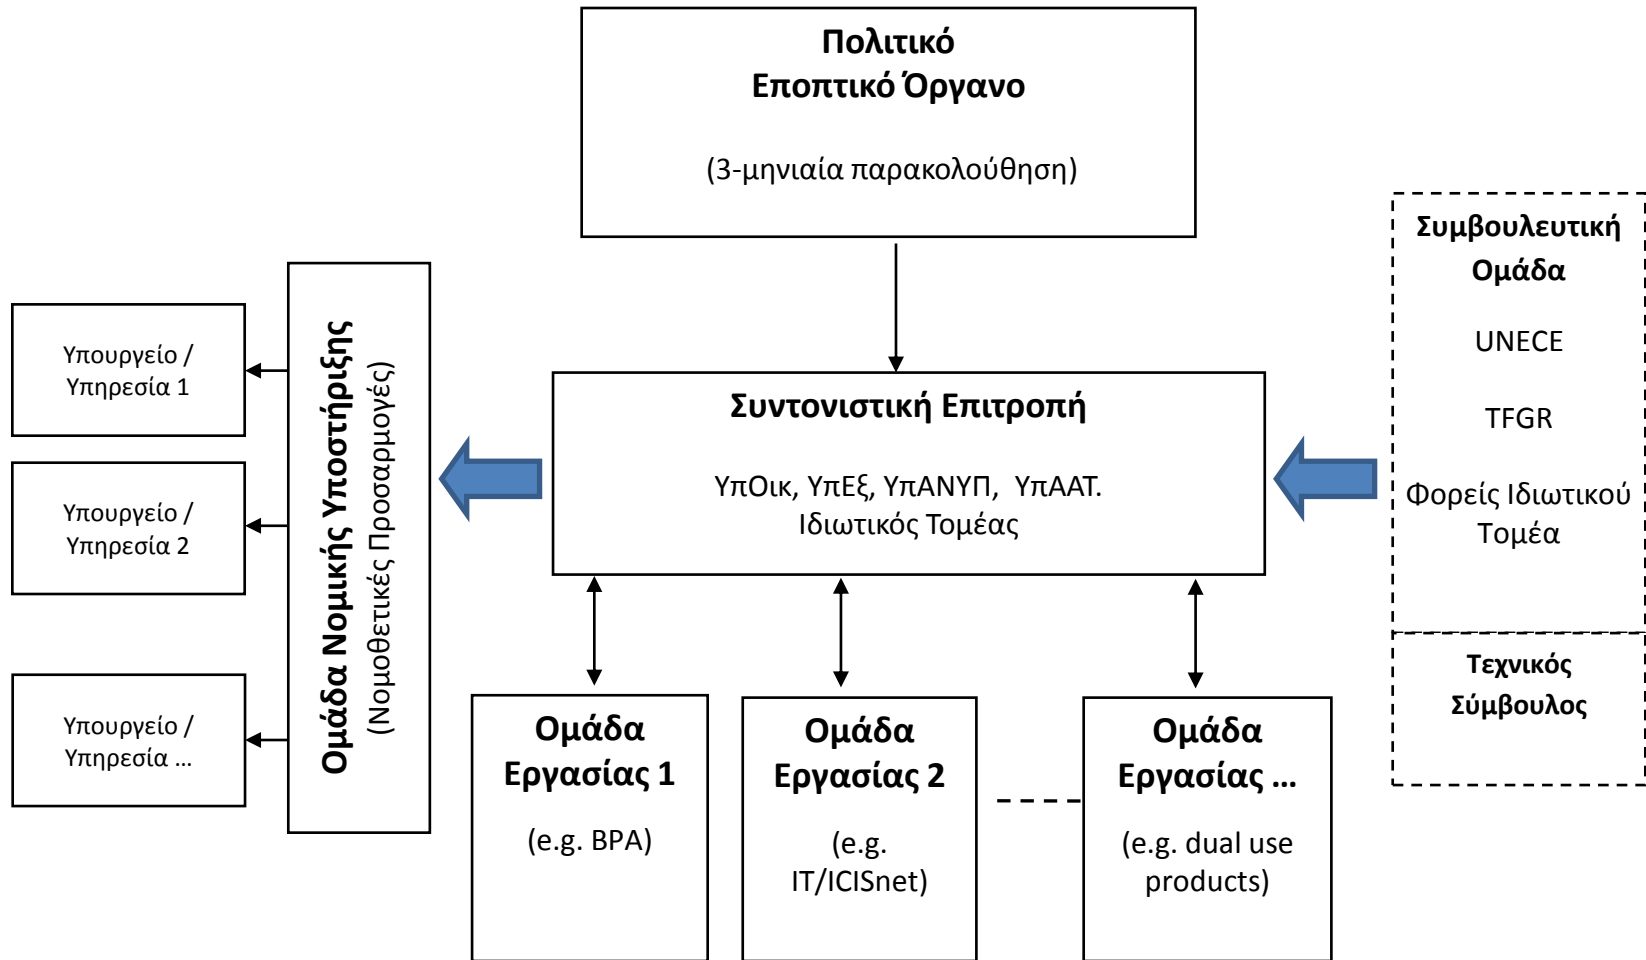 Πολιτικό
Εποπτικό Όργανο
(3-μηνιαία παρακολούθηση)
Συμβουλευτική
Ομάδα
UNECE
TFGR
Φορείς Ιδιωτικού
Τομέα
Τεχνικός
Σύμβουλος
Συντονιστική Επιτροπή
ΥπΟικ, ΥπΕξ, ΥπΑΝΥΠ, ΥπΑΑΤ.
Ιδιωτικός Τομέας
Ομάδα Νομικής Υποστήριξης
(Νομοθετικές Προσαρμογές)
Υπουργείο /
Υπηρεσία 1
Υπουργείο /
Υπηρεσία 2
Υπουργείο /
Υπηρεσία ...
Ομάδα
Εργασίας 1
(e.g. BPA)
Ομάδα
Εργασίας 2
(e.g.
IT/ICISnet)
Ομάδα
Εργασίας ...
(e.g. dual use
products)